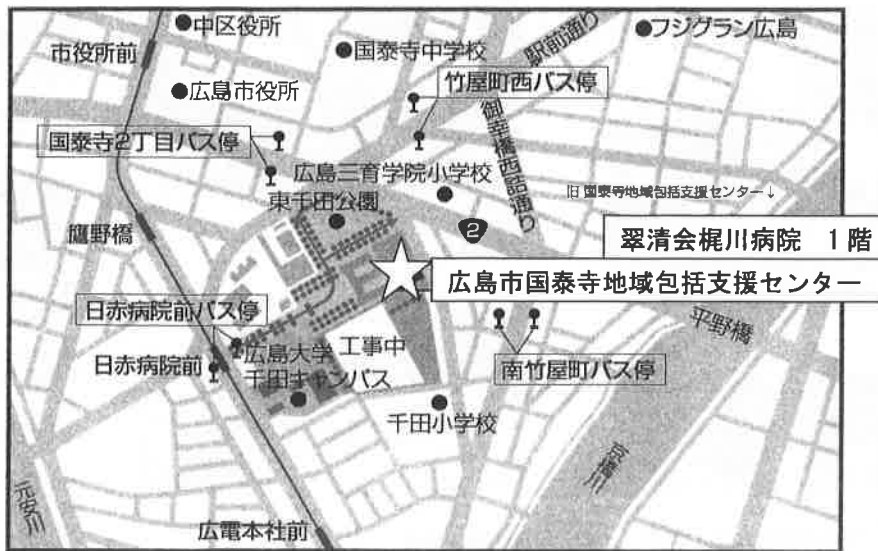 中区役所
市役所前
国泰寺中学校
駅前通り
フジグラン広島
広島市役所
竹屋町西バス停
御幸橋西詰通り
国泰寺2丁目バス停
広島三育学院小学校
旧 国泰寺地域包括支援センター↓
東千田公園
2
鷹野橋
翠清会梶川病院 1階
広島市国泰寺地域包括支援センター
日赤病院前バス停
平野橋
日赤病院前
広島大学
千田キャンパス
工事中
南竹屋町バス停
千田小学校
京橋川
元安川
広電本社前